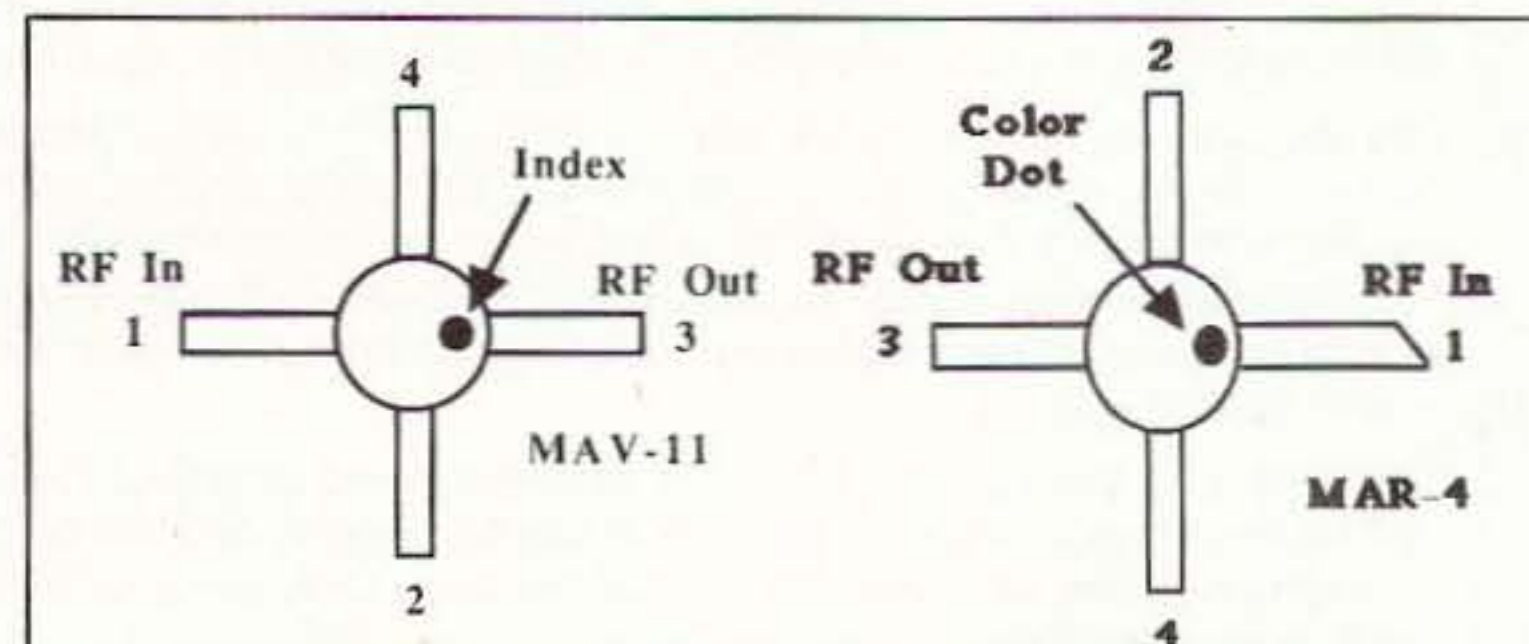 4
Index
RF In
RF Out
1
3
MAV-11
2
2
Color
Dot
RF Out
RF In
3
1
MAR-4
4